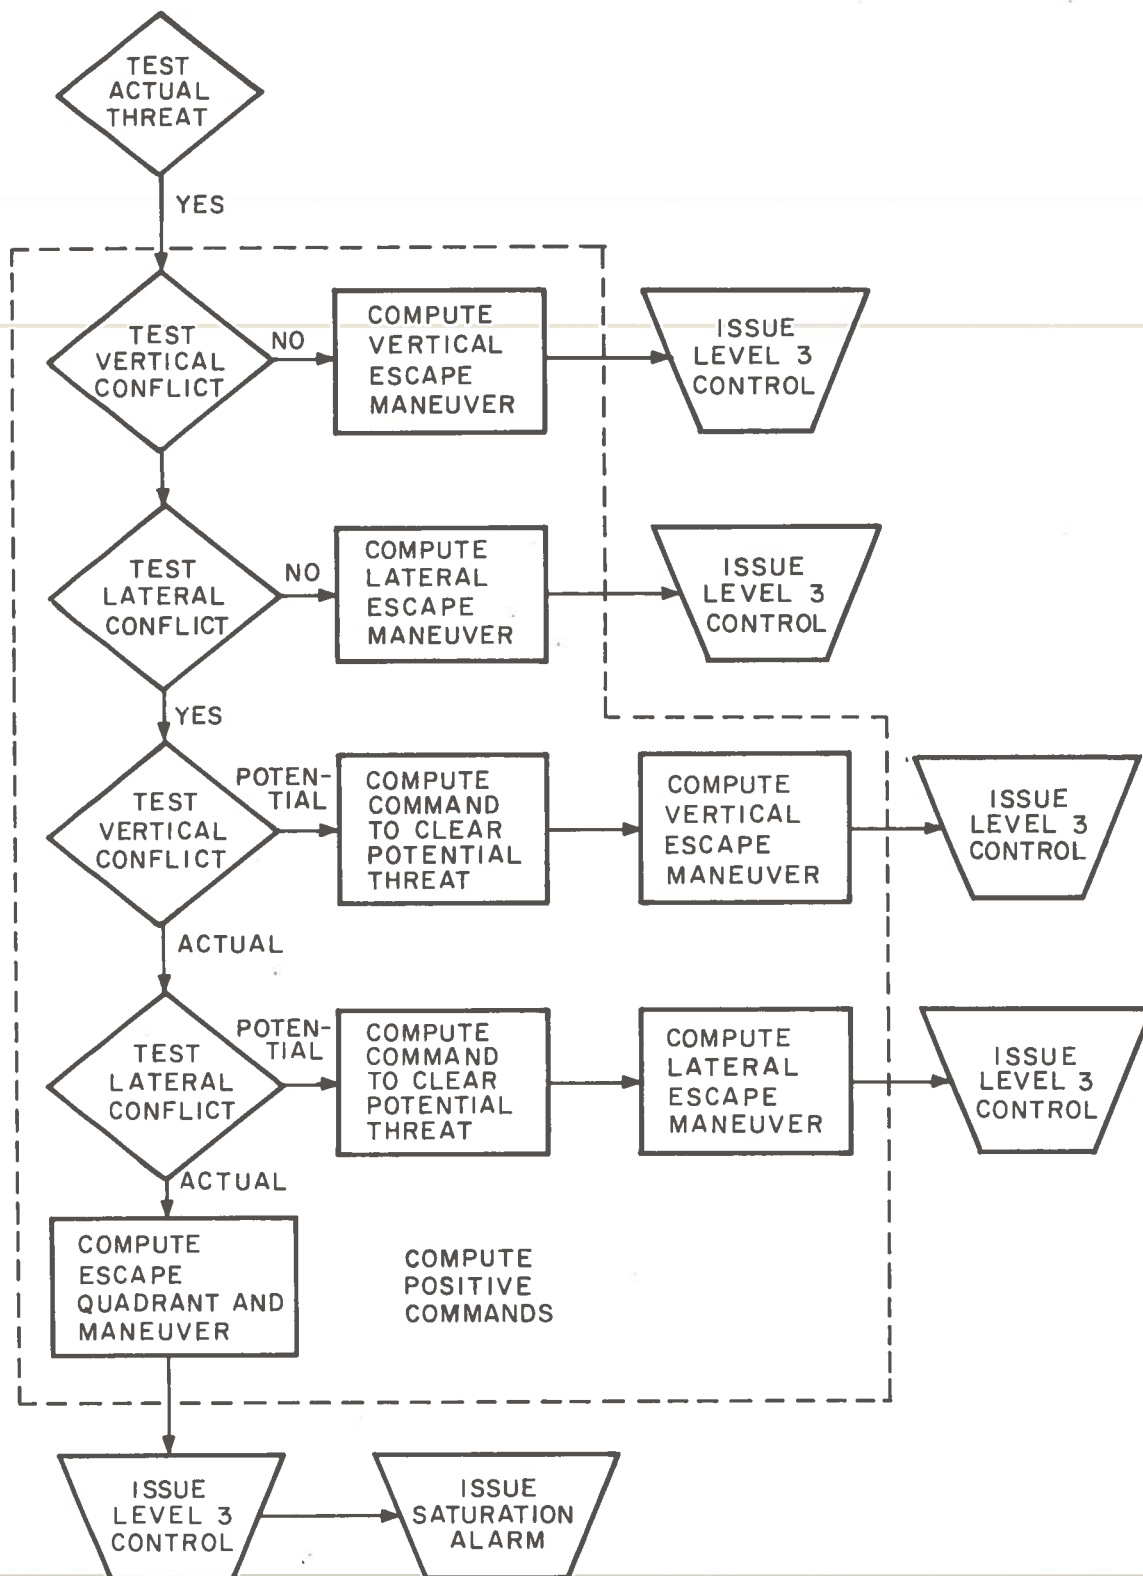 TEST
ACTUAL
THREAT
YES
TEST
VERTICAL
CONFLICT
NO
COMPUTE
VERTICAL
ESCAPE
MANEUVER
ISSUE
LEVEL 3
CONTROL
TEST
LATERAL
CONFLICT
NO
COMPUTE
LATERAL
ESCAPE
MANEUVER
ISSUE
LEVEL 3
CONTROL
YES
TEST
VERTICAL
CONFLICT
POTEN-
TIAL
COMPUTE
COMMAND
TO CLEAR
POTENTIAL
THREAT
COMPUTE
VERTICAL
ESCAPE
MANEUVER
ISSUE
LEVEL 3
CONTROL
ACTUAL
TEST
LATERAL
CONFLICT
POTEN-
TIAL
COMPUTE
COMMAND
TO CLEAR
POTENTIAL
THREAT
COMPUTE
LATERAL
ESCAPE
MANEUVER
ISSUE
LEVEL 3
CONTROL
ACTUAL
COMPUTE
ESCAPE
QUADRANT AND
MANEUVER
COMPUTE
POSITIVE
COMMANDS
ISSUE
LEVEL 3
CONTROL
ISSUE
SATURATION
ALARM